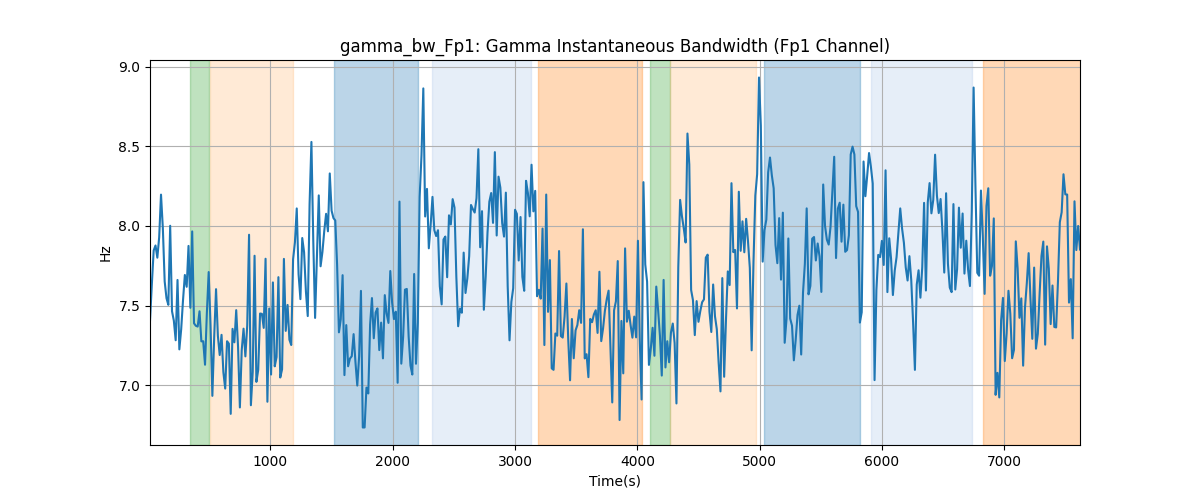 gamma_bw_Fp1: Gamma Instantaneous Bandwidth (Fp1 Channel)
9.0
8.5
8.0
7.5
7.0
Hz
1000 2000 3000 4000 5000 6000 7000
Time(s)